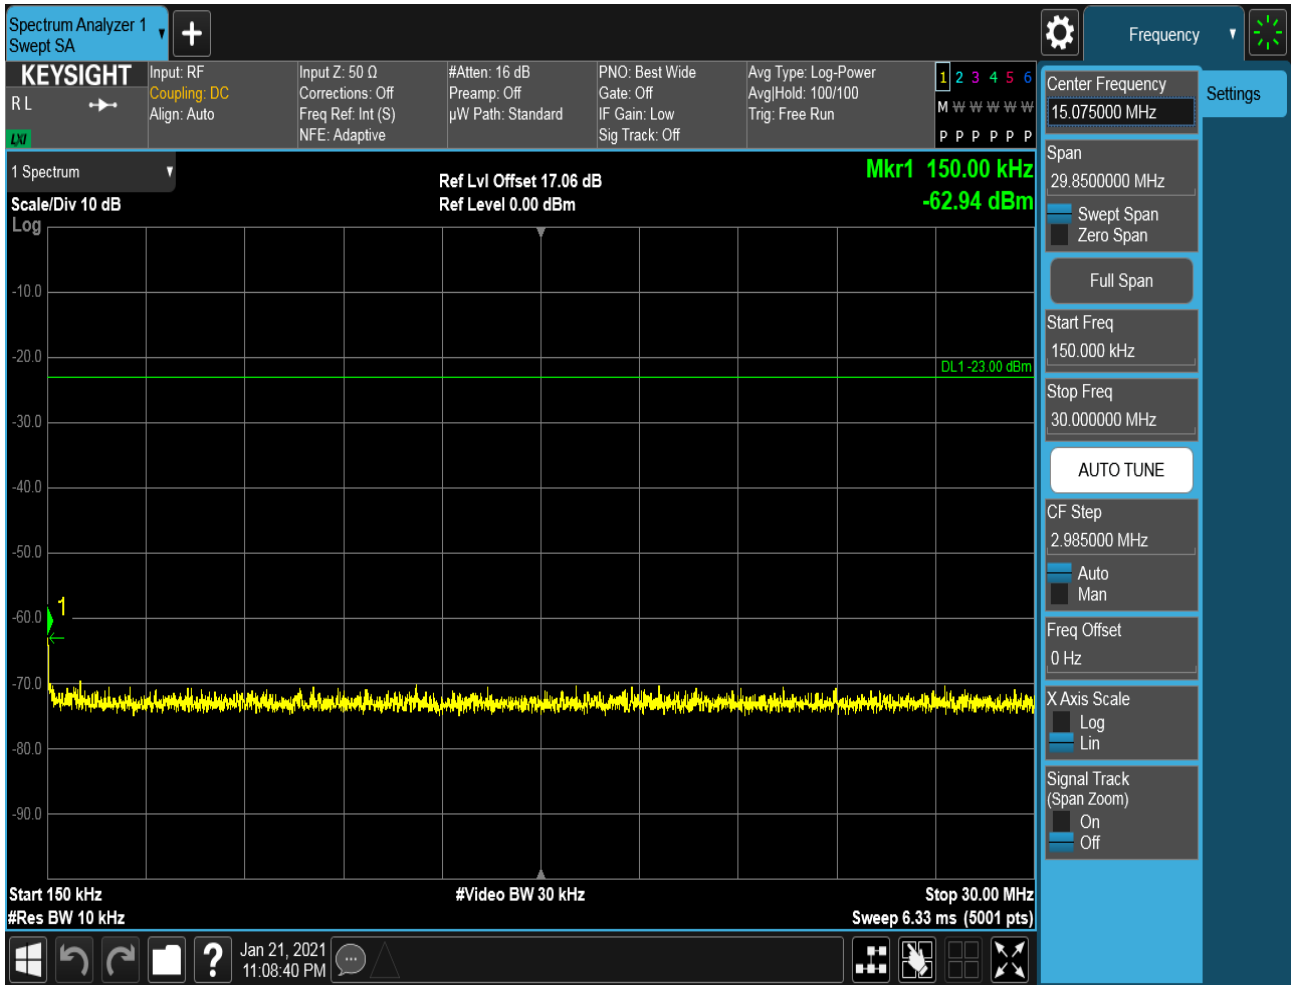 Spectrum Analyzer 1
Swept SA
Frequency
KEYSIGHT
R L
LXI
Input: RF
Coupling: DC
Align: Auto
Input Z: 50 Ω
Corrections: Off
Freq Ref: Int (S)
NFE: Adaptive
#Atten: 16 dB
Preamp: Off
µW Path: Standard
PNO: Best Wide
Gate: Off
IF Gain: Low
Sig Track: Off
Avg Type: Log-Power
Avg|Hold: 100/100
Trig: Free Run
1 2 3 4 5 6
M W W W W W
P P P P P P
1 Spectrum
Scale/Div 10 dB
Log
Ref Lvl Offset 17.06 dB
Ref Level 0.00 dBm
Mkr1 150.00 kHz
-62.94 dBm
-10.0
-20.0
DL1 -23.00 dBm
-30.0
-40.0
-50.0
1
-60.0
-70.0
-80.0
-90.0
Start 150 kHz
#Video BW 30 kHz
Stop 30.00 MHz
#Res BW 10 kHz
Sweep 6.33 ms (5001 pts)
?
Jan 21, 2021
11:08:40 PM
Center Frequency
15.075000 MHz
Settings
Span
29.8500000 MHz
Swept Span
Zero Span
Full Span
Start Freq
150.000 kHz
Stop Freq
30.000000 MHz
AUTO TUNE
CF Step
2.985000 MHz
Auto
Man
Freq Offset
0 Hz
X Axis Scale
Log
Lin
Signal Track
(Span Zoom)
On
Off